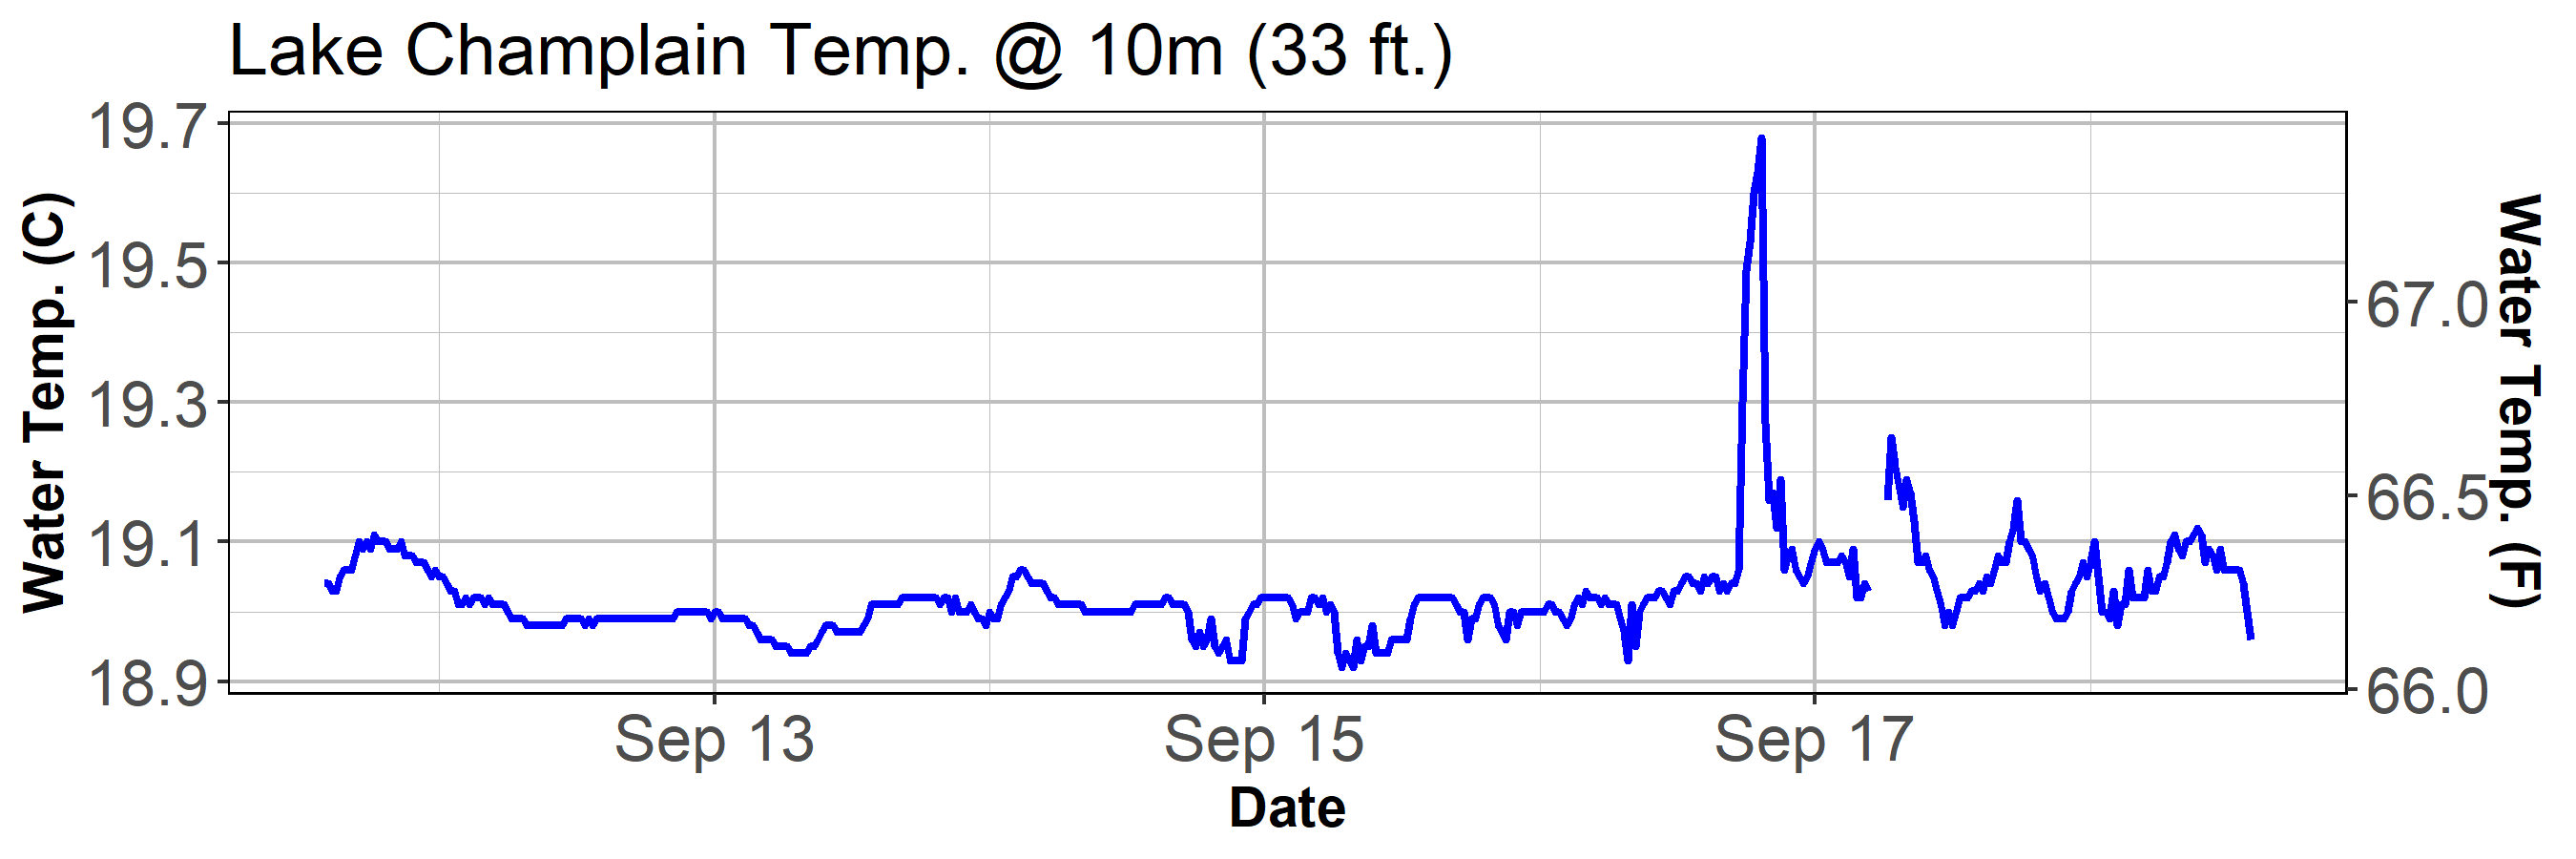 Lake Champlain Temp. @ 10m (33 ft.)
Water Temp. (C)
19.7
19.5
19.3
19.1
18.9
67.0
66.5
66.0
Water Temp. (F)
Sep 13
Sep 15
Sep 17
Date